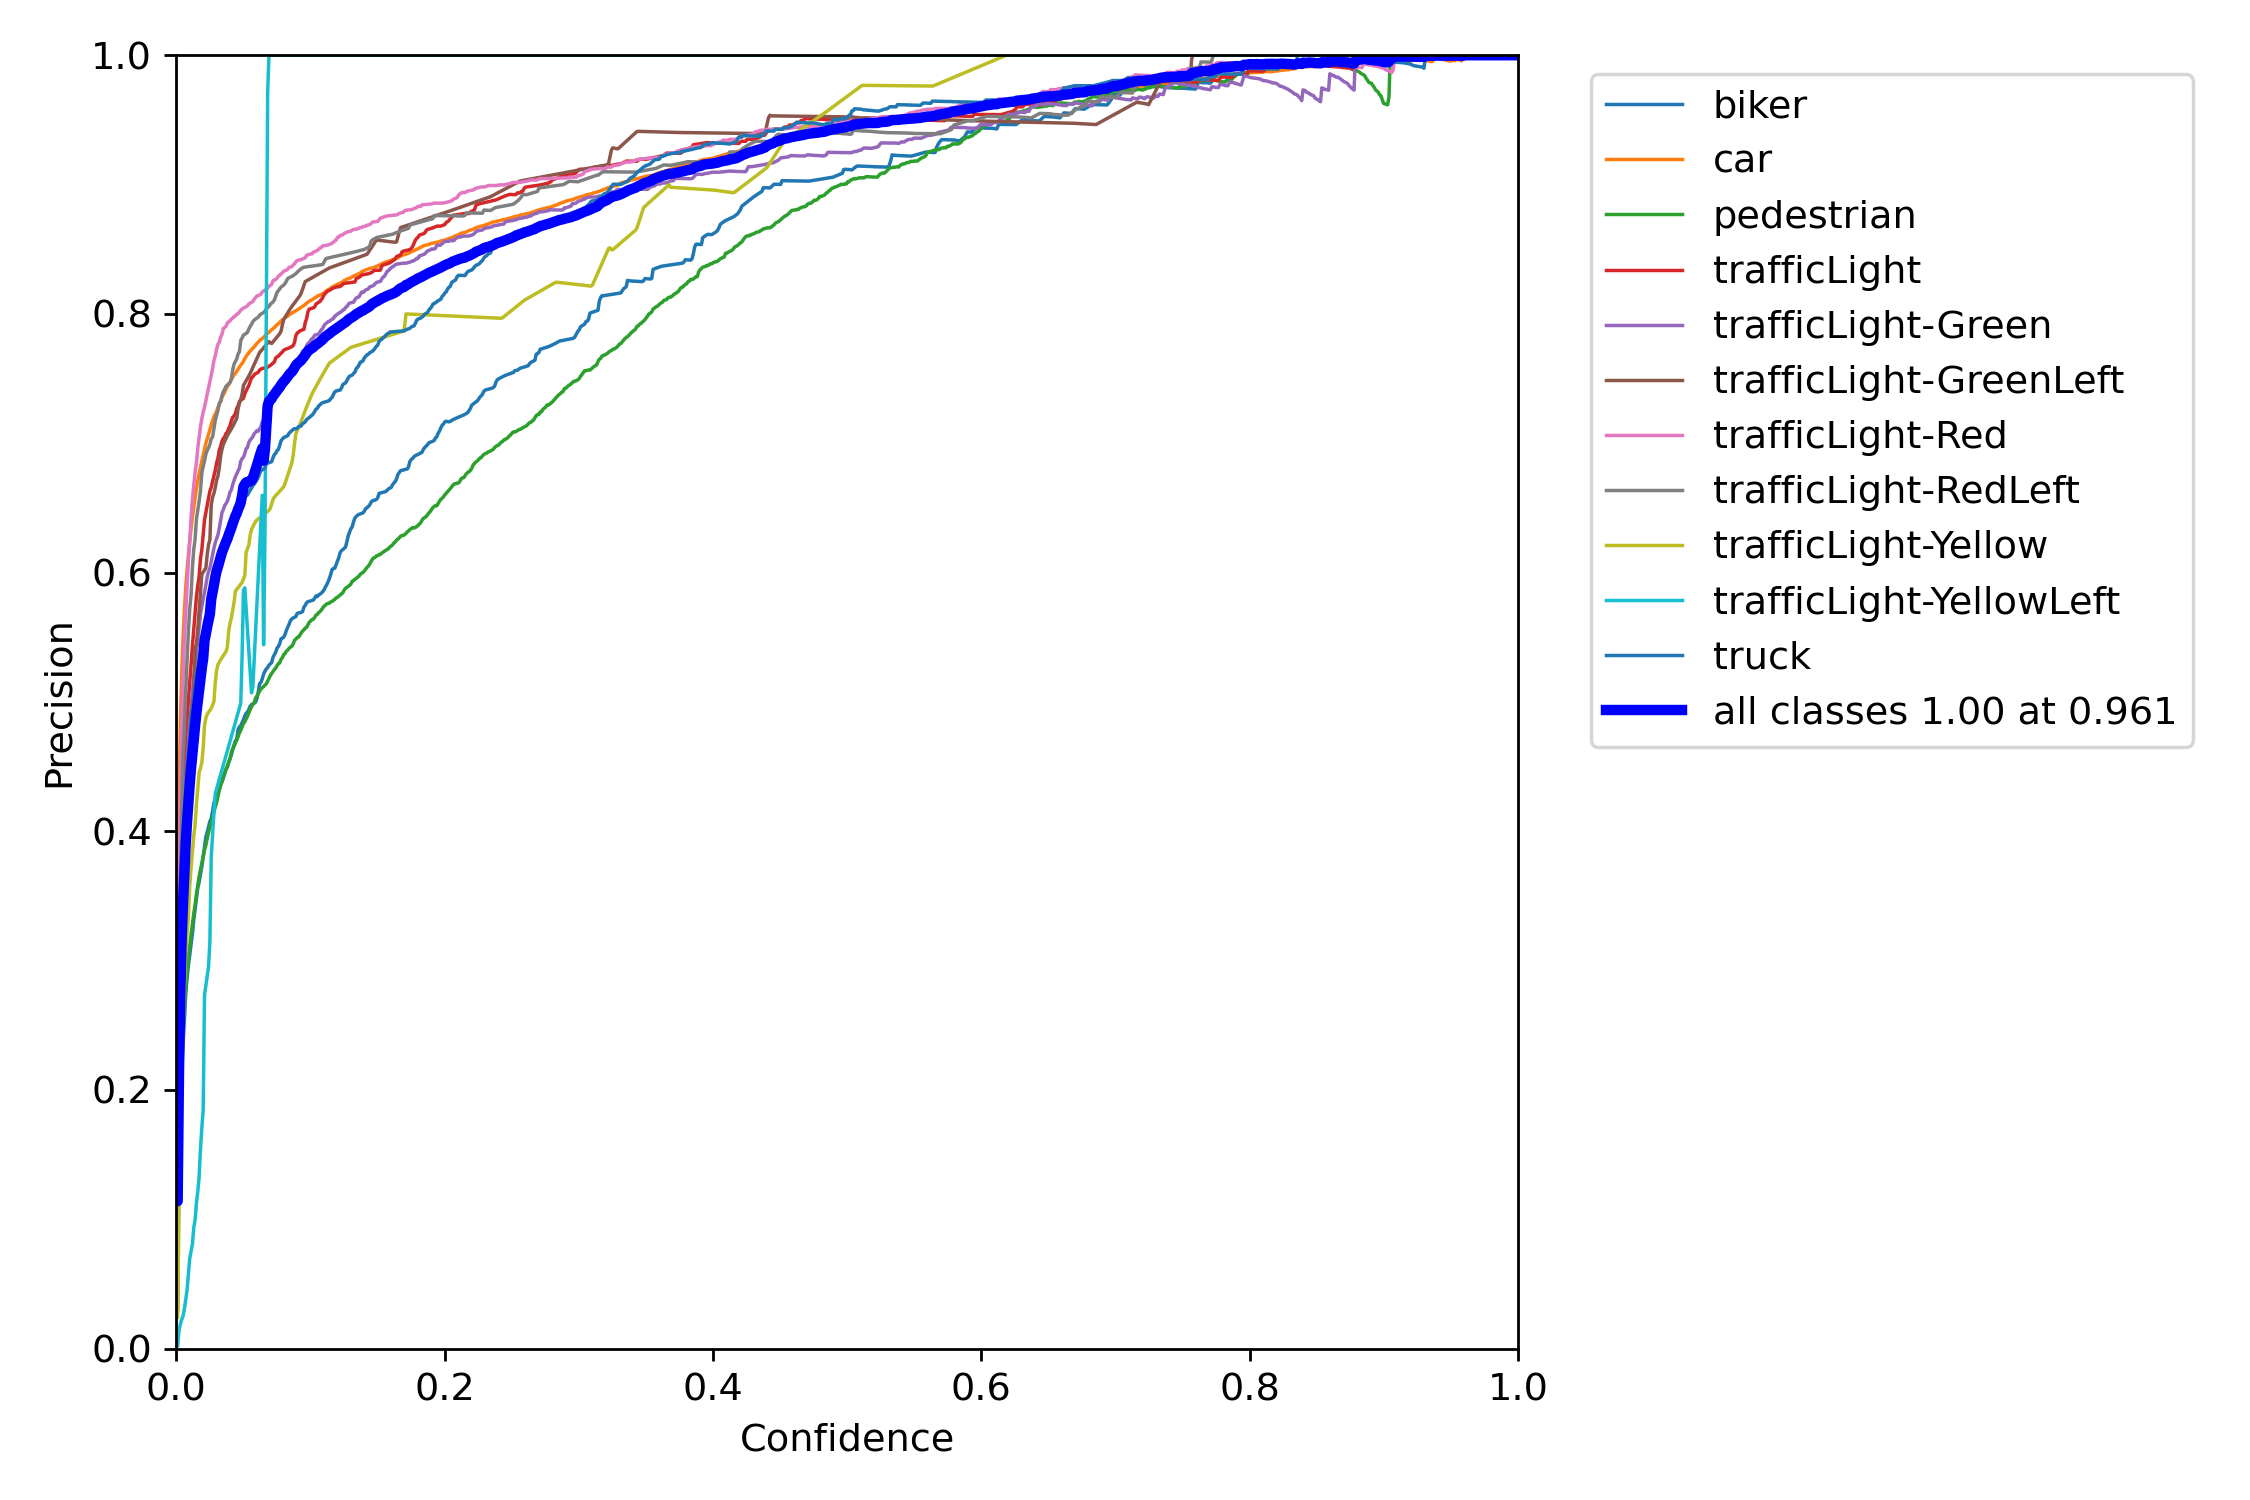 1.0
0.8
0.6
0.4
0.2
0.0
Precision
0.0 0.2 0.4 0.6 0.8 1.0
Confidence
biker
car
pedestrian
trafficLight
trafficLight-Green
trafficLight-GreenLeft
trafficLight-Red
trafficLight-RedLeft
trafficLight-Yellow
trafficLight-YellowLeft
truck
all classes 1.00 at 0.961